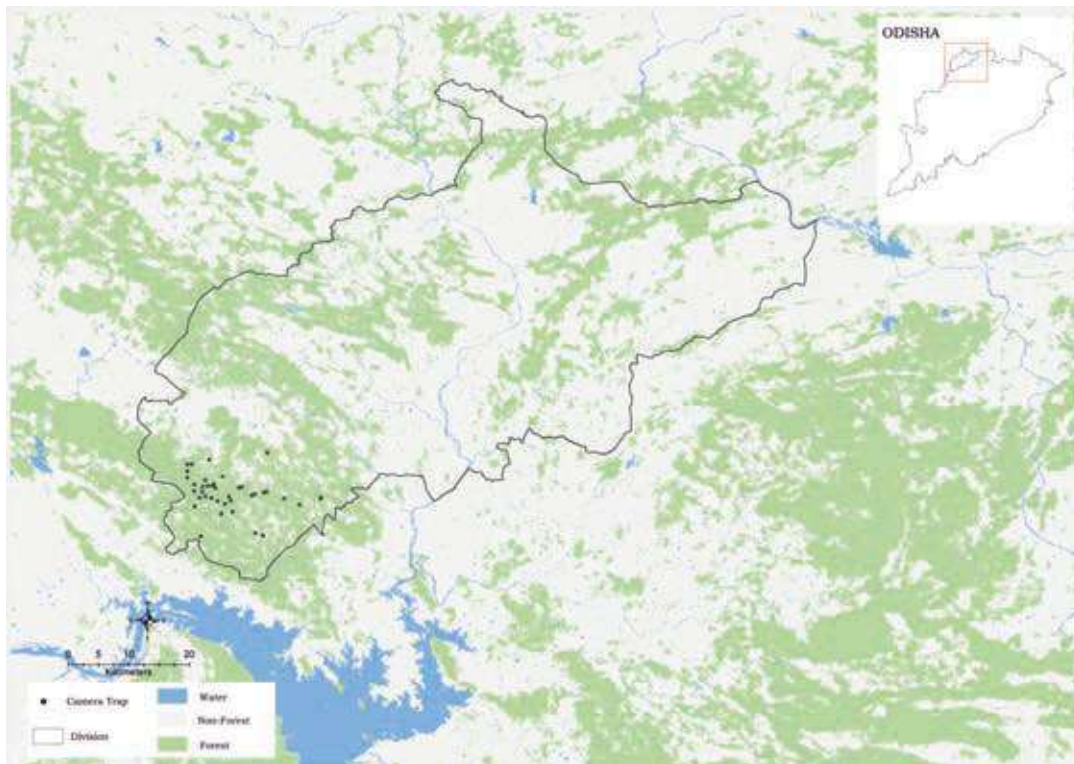 ODISHA
0 5 10 20
Kilometers
Camera Trap
Division
Water
Non-Forest
Forest